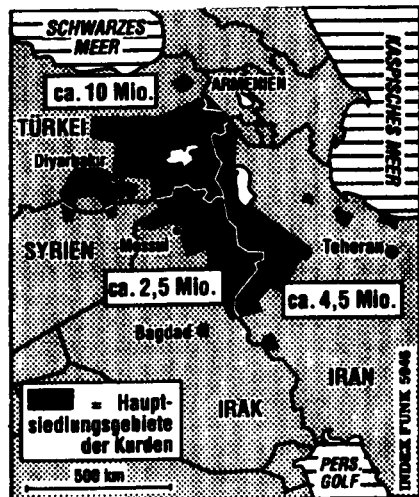 SCHWARZES
MEER
KASPISCHES MEER
ca. 10 Mio.
ARMENIEN
TÜRKEI
Diyarbakır
SYRIEN
Mossul
Teheran
ca. 2,5 Mio.
ca. 4,5 Mio.
Bagdad
IRAN
IRAK
= Haupt-
siedlungsgebiete
der Kurden
500 km
PERS.
GOLF